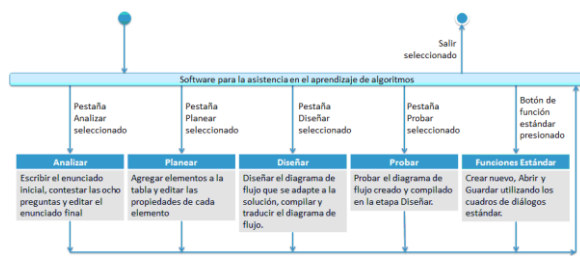 Salir
seleccionado
Software para la asistencia en el aprendizaje de algoritmos
Pestaña
Analizar
seleccionado
Pestaña
Planear
seleccionado
Pestaña
Diseñar
seleccionado
Pestaña
Probar
seleccionado
Botón de
función
estándar
presionado
Analizar
Escribir el enunciado
inicial, contestar las ocho
preguntas y editar el
enunciado final
Planear
Agregar elementos a la
tabla y editar las
propiedades de cada
elemento
Diseñar
Diseñar el diagrama de
flujo que se adapte a la
solución, compilar y
traducir el diagrama de
flujo.
Probar
Probar el diagrama de
flujo creado y compilado
en la etapa Diseñar.
Funciones Estándar
Crear nuevo, Abrir y
Guardar utilizando los
cuadros de diálogos
estándar.